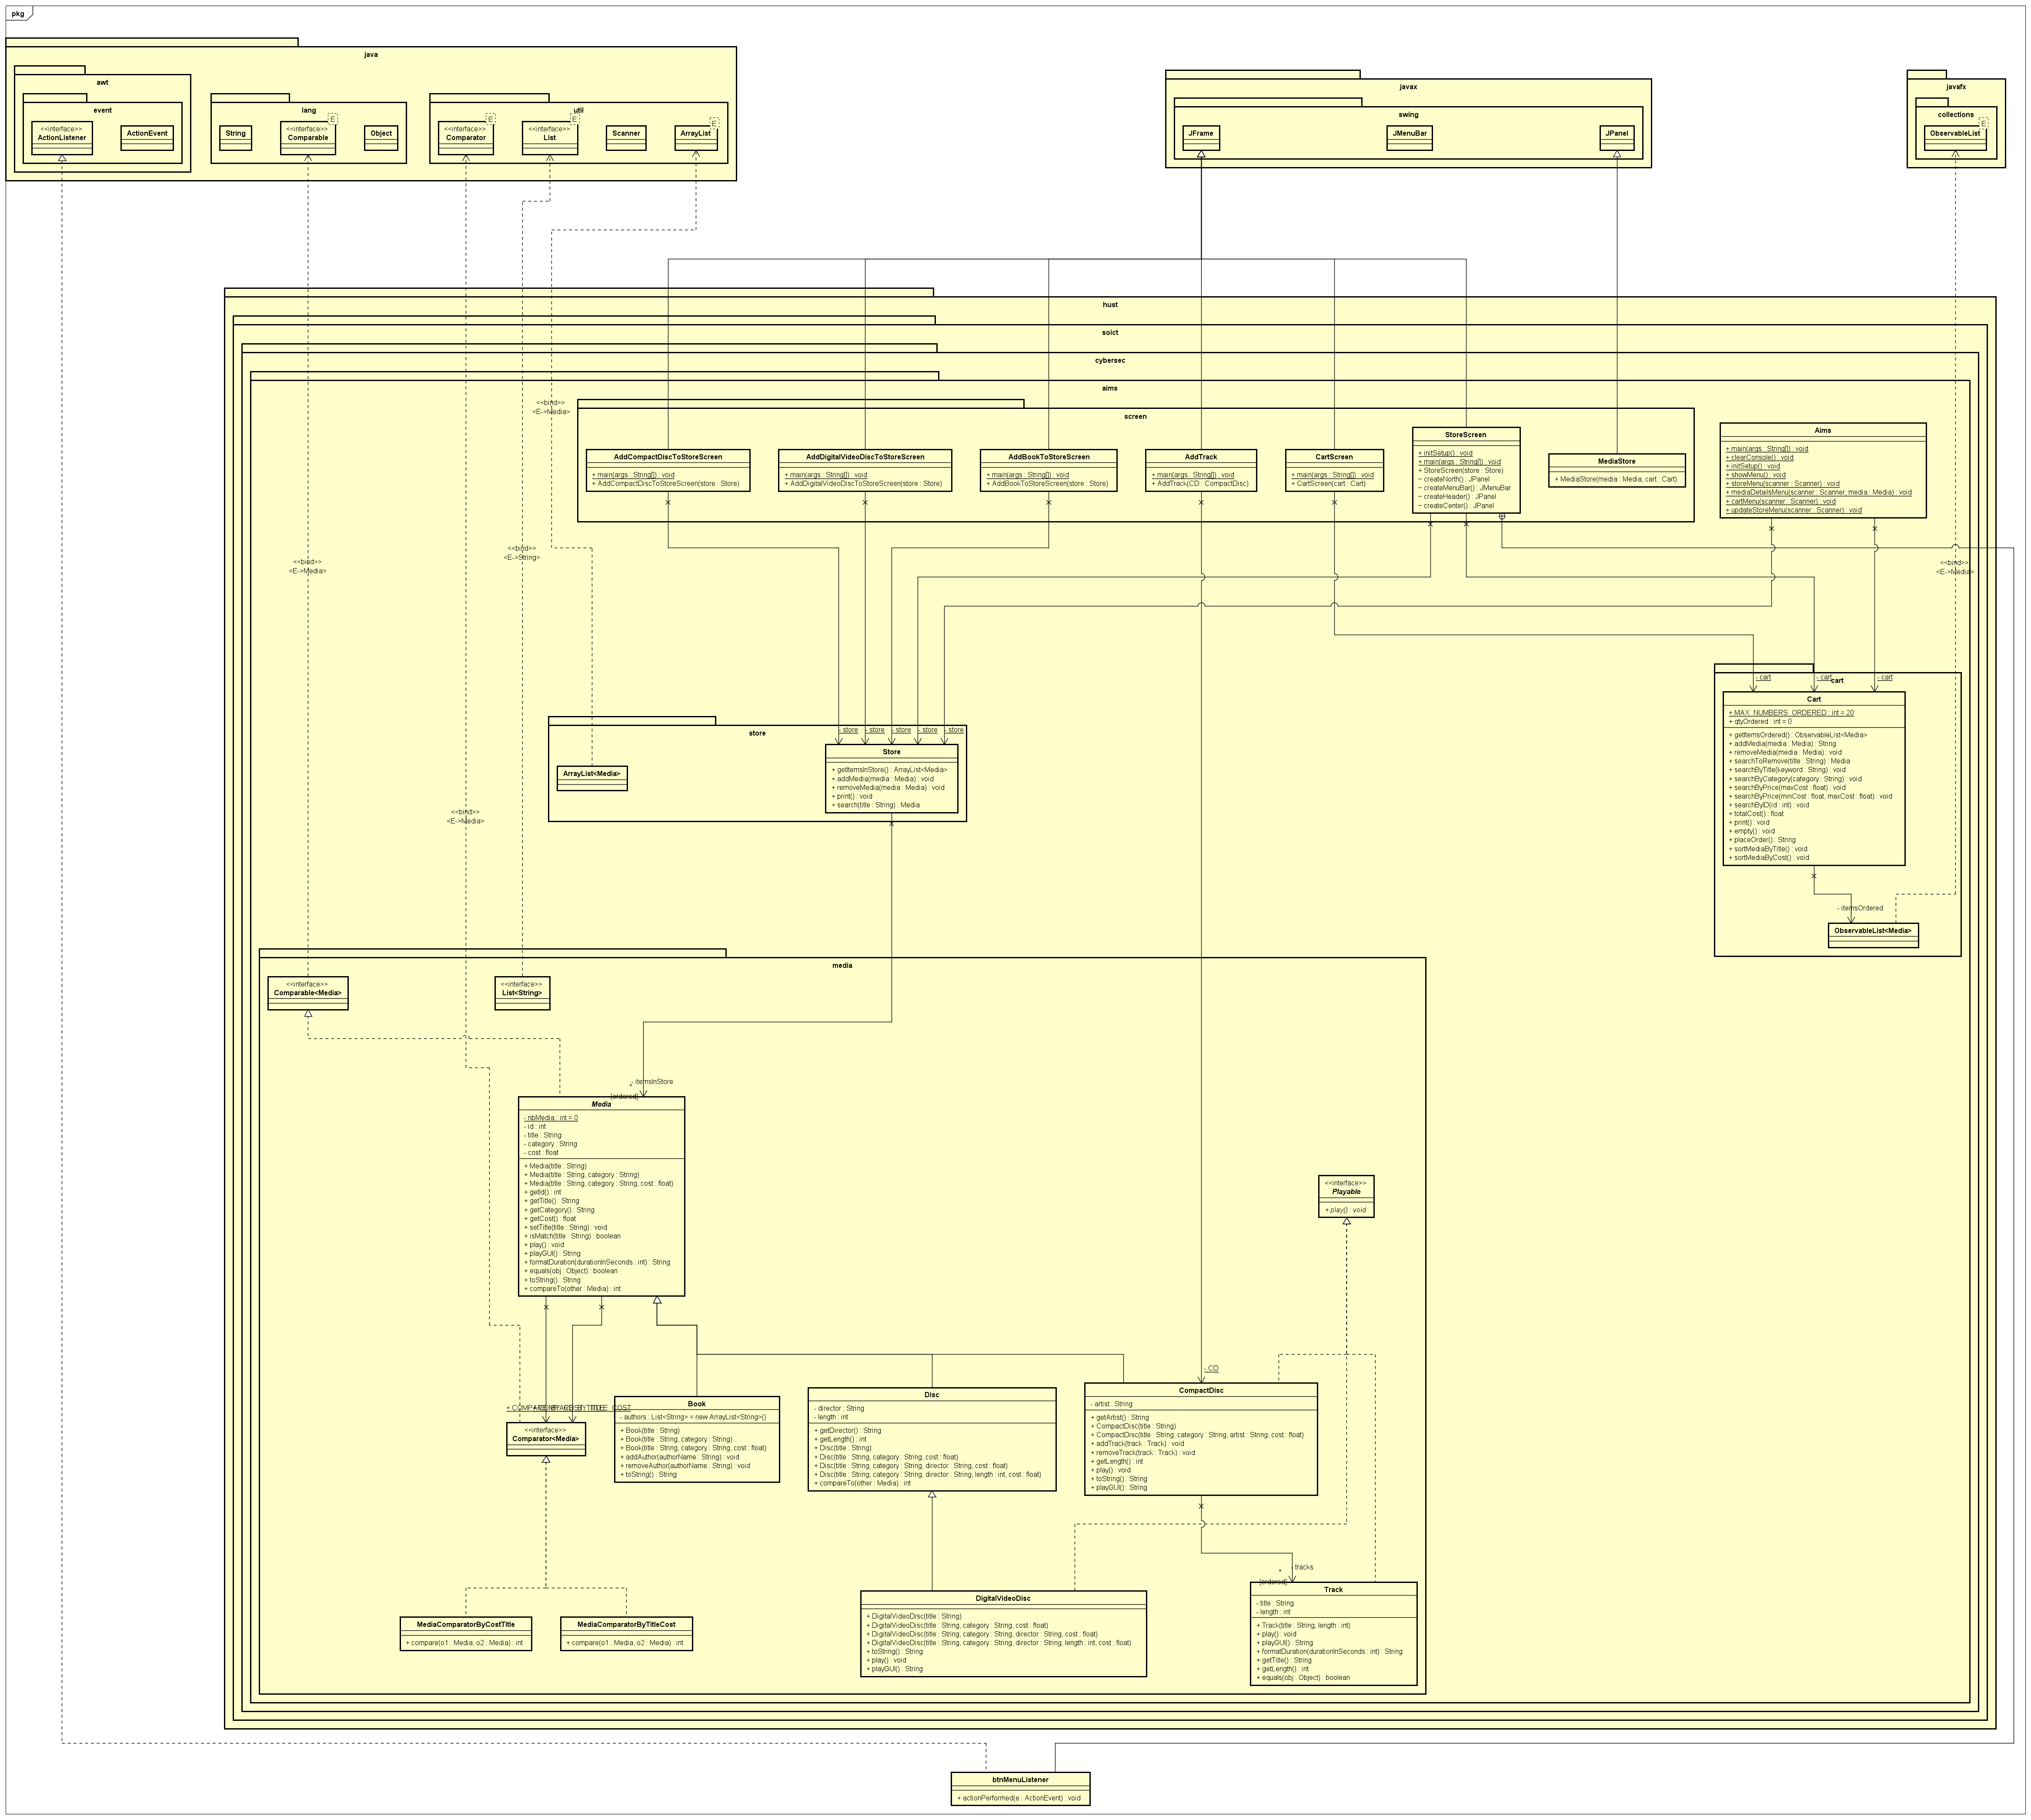 pkg
java
awt
event
<<interface>>
ActionListener
ActionEvent
lang
String
<<interface>>
Comparable
E
Object
util
<<interface>>
Comparator
E
<<interface>>
List
E
Scanner
ArrayList
E
javax
swing
JFrame
JMenuBar
JPanel
javafx
collections
ObservableList
E
hust
soict
cybersec
aims
<<bind>>
<E->Media>
screen
AddCompactDiscToStoreScreen
+ main(args : String[]) : void
+ AddCompactDiscToStoreScreen(store : Store)
AddDigitalVideoDiscToStoreScreen
+ main(args : String[]) : void
+ AddDigitalVideoDiscToStoreScreen(store : Store)
AddBookToStoreScreen
+ main(args : String[]) : void
+ AddBookToStoreScreen(store : Store)
AddTrack
+ main(args : String[]) : void
+ AddTrack(CD : CompactDisc)
CartScreen
+ main(args : String[]) : void
+ CartScreen(cart : Cart)
StoreScreen
+ initSetup() : void
+ main(args : String[]) : void
+ StoreScreen(store : Store)
~ createNorth() : JPanel
~ createMenuBar() : JMenuBar
~ createHeader() : JPanel
~ createCenter() : JPanel
MediaStore
+ MediaStore(media : Media, cart : Cart)
Aims
+ main(args : String[]) : void
+ clearConsole() : void
+ initSetup() : void
+ showMenu() : void
+ storeMenu(scanner : Scanner) : void
+ mediaDetailsMenu(scanner : Scanner, media : Media) : void
+ cartMenu(scanner : Scanner) : void
+ updateStoreMenu(scanner : Scanner) : void
<<bind>>
<E->Media>
<<bind>>
<E->String>
<<bind>>
<E->Media>
store
- store
- store
- store
- store
- store
ArrayList<Media>
Store
+ getItemsInStore() : ArrayList<Media>
+ addMedia(media : Media) : void
+ removeMedia(media : Media) : void
+ print() : void
+ search(title : String) : Media
cart
- cart
- cart
- cart
Cart
+ MAX_NUMBERS_ORDERED : int = 20
+ qtyOrdered : int = 0
+ getItemsOrdered() : ObservableList<Media>
+ addMedia(media : Media) : String
+ removeMedia(media : Media) : void
+ searchToRemove(title : String) : Media
+ searchByTitle(keyword : String) : void
+ searchByCategory(category : String) : void
+ searchByPrice(maxCost : float) : void
+ searchByPrice(minCost : float, maxCost : float) : void
+ searchByID(id : int) : void
+ totalCost() : float
+ print() : void
+ empty() : void
+ placeOrder() : String
+ sortMediaByTitle() : void
+ sortMediaByCost() : void
- itemsOrdered
ObservableList<Media>
<<bind>>
<E->Media>
media
<<interface>>
Comparable<Media>
<<interface>>
List<String>
- itemsInStore
*
{ordered}
Media
- nbMedia : int = 0
- id : int
- title : String
- category : String
- cost : float
+ Media(title : String)
+ Media(title : String, category : String)
+ Media(title : String, category : String, cost : float)
+ getId() : int
+ getTitle() : String
+ getCategory() : String
+ getCost() : float
+ setTitle(title : String) : void
+ isMatch(title : String) : boolean
+ play() : void
+ playGUI() : String
+ formatDuration(durationInSeconds : int) : String
+ equals(obj : Object) : boolean
+ toString() : String
+ compareTo(other : Media) : int
<<interface>>
Playable
+ play() : void
- CD
<<interface>>
Comparator<Media>
Book
- authors : List<String> = new ArrayList<String>()
+ Book(title : String)
+ Book(title : String, category : String)
+ Book(title : String, category : String, cost : float)
+ addAuthor(authorName : String) : void
+ removeAuthor(authorName : String) : void
+ toString() : String
Disc
- director : String
- length : int
+ getDirector() : String
+ getLength() : int
+ Disc(title : String)
+ Disc(title : String, category : String, cost : float)
+ Disc(title : String, category : String, director : String, cost : float)
+ Disc(title : String, category : String, director : String, length : int, cost : float)
+ compareTo(other : Media) : int
CompactDisc
- artist : String
+ getArtist() : String
+ CompactDisc(title : String)
+ CompactDisc(title : String, category : String, artist : String, cost : float)
+ addTrack(track : Track) : void
+ removeTrack(track : Track) : void
+ getLength() : int
+ play() : void
+ toString() : String
+ playGUI() : String
- tracks
*
{ordered}
MediaComparatorByCostTitle
+ compare(o1 : Media, o2 : Media) : int
MediaComparatorByTitleCost
+ compare(o1 : Media, o2 : Media) : int
DigitalVideoDisc
+ DigitalVideoDisc(title : String)
+ DigitalVideoDisc(title : String, category : String, cost : float)
+ DigitalVideoDisc(title : String, category : String, director : String, cost : float)
+ DigitalVideoDisc(title : String, category : String, director : String, length : int, cost : float)
+ toString() : String
+ play() : void
+ playGUI() : String
Track
- title : String
- length : int
+ Track(title : String, length : int)
+ play() : void
+ playGUI() : String
+ formatDuration(durationInSeconds : int) : String
+ getTitle() : String
+ getLength() : int
+ equals(obj : Object) : boolean
btnMenuListener
+ actionPerformed(e : ActionEvent) : void